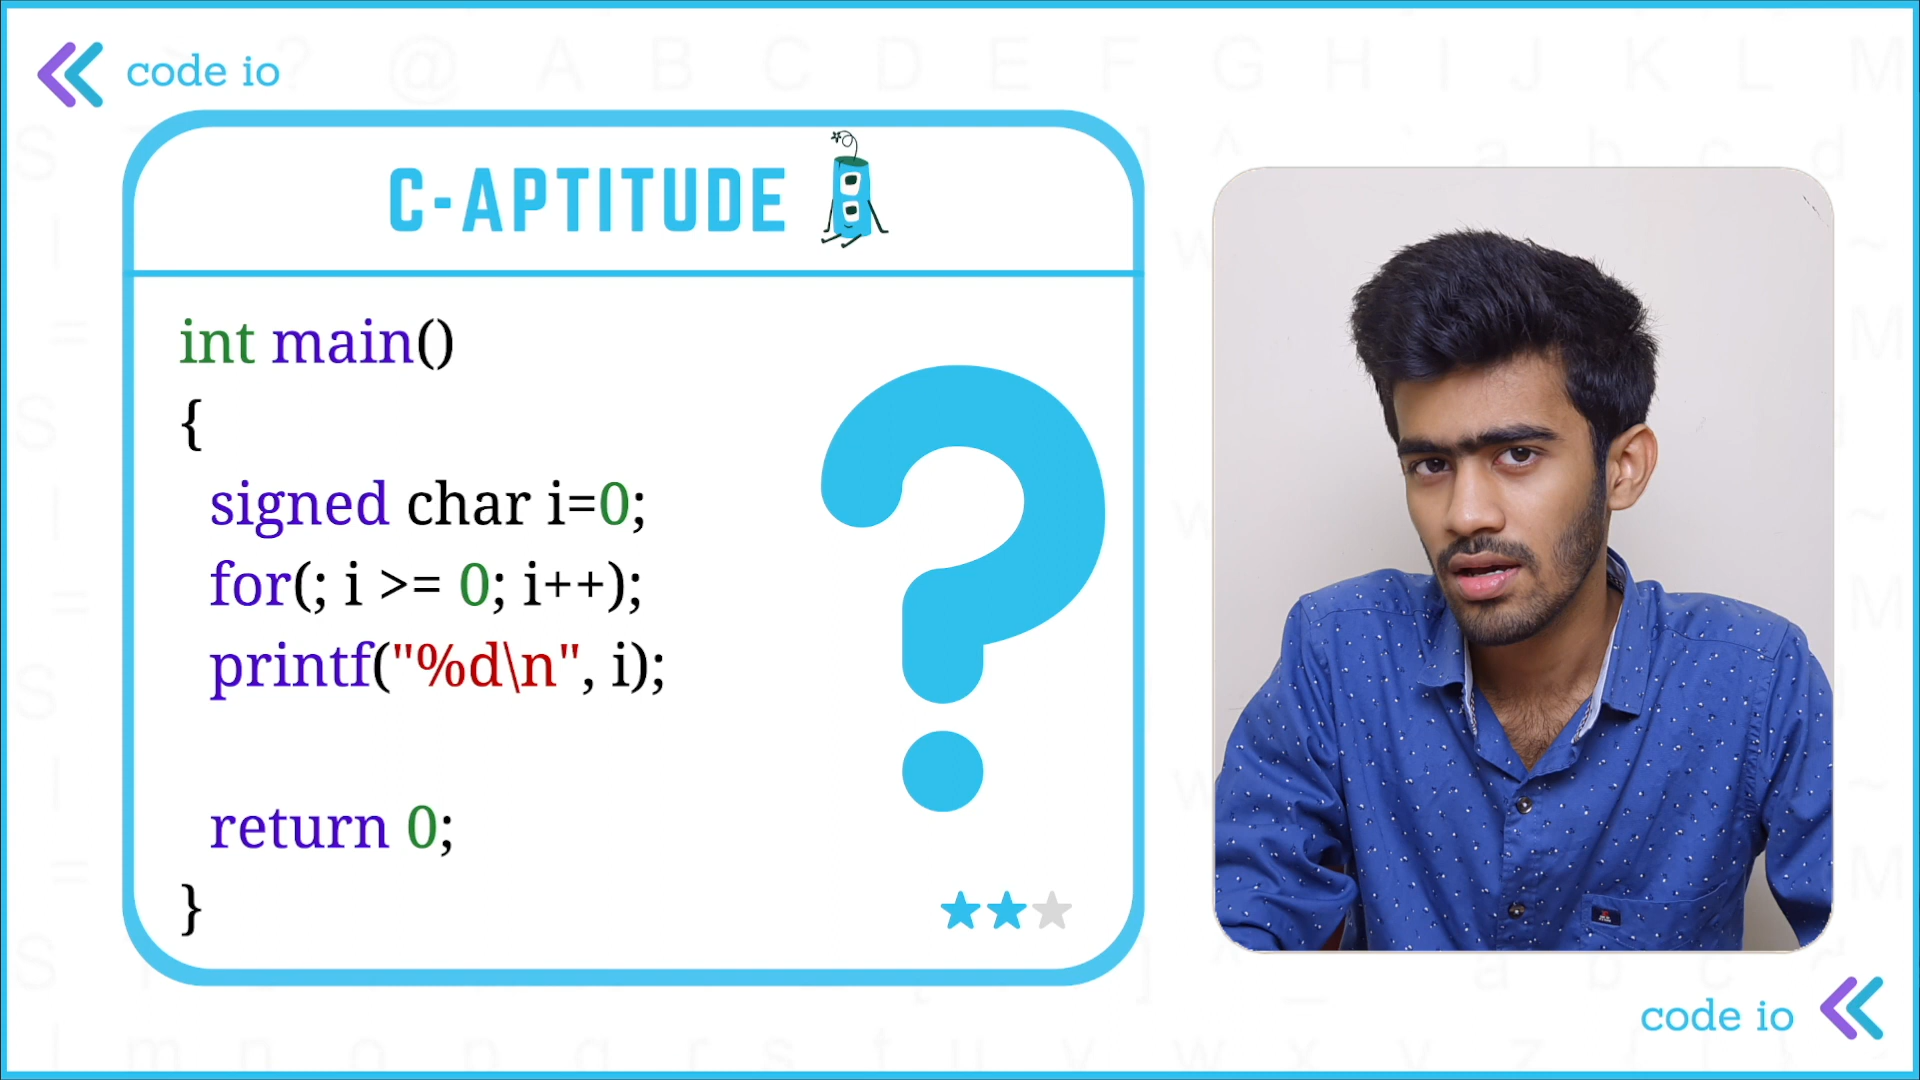 code io
C-APTITUDE
int main()
{
signed char i=0;
for(; i >= 0; i++);
printf("%d\n", i);
return 0;
}
code io